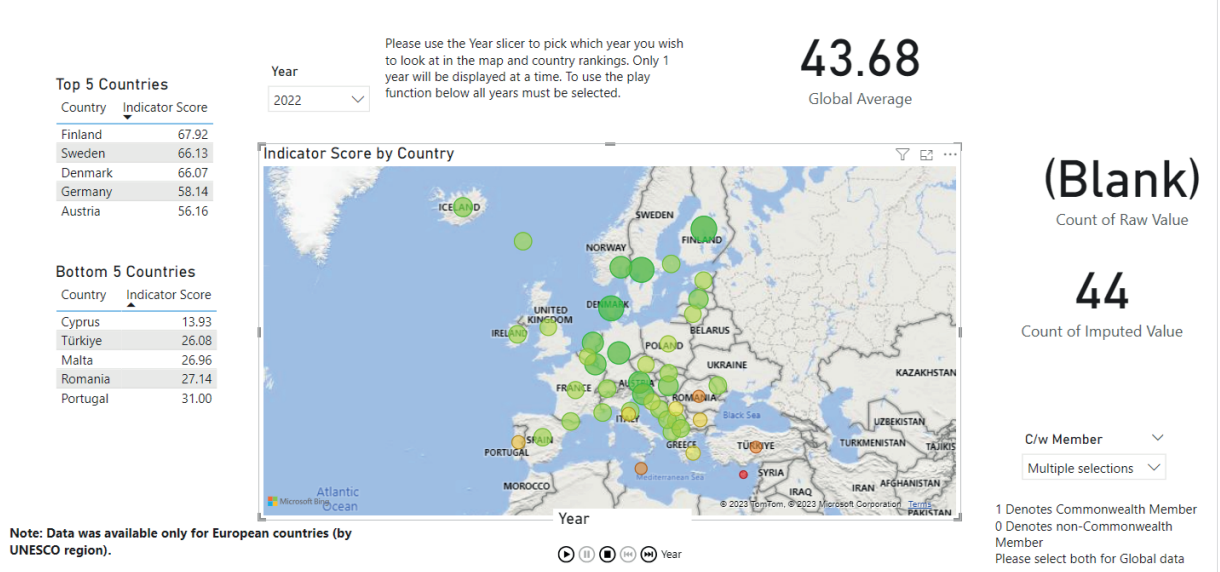 Please use the Year slicer to pick which year you wish
to look at in the map and country rankings. Only 1
year will be displayed at a time. To use the play
function below all years must be selected.
43.68
Global Average
Year
2022
Top 5 Countries
Country Indicator Score
Finland 67.92
Sweden 66.13
Denmark 66.07
Germany 58.14
Austria 56.16
Bottom 5 Countries
Country Indicator Score
Cyprus 13.93
Türkiye 26.08
Malta 26.96
Romania 27.14
Portugal 31.00
Indicator Score by Country
ICELAND
SWEDEN
FINLAND
NORWAY
DENMARK
UNITED
KINGDOM
IRELAND
BELARUS
POLAND
UKRAINE
KAZAKHSTAN
FRANCE
AUSTRIA
ROMANIA
Black Sea
ITALY
UZBEKISTAN
SPAIN
PORTUGAL
GREECE
TÜRKIYE
TURKMENISTAN
TAJIKIS
Mediterranean Sea
SYRIA
MOROCCO
IRAQ
IRAN
AFGHANISTAN
PAKISTAN
Atlantic
Ocean
Microsoft Bing
© 2023 TomTom, © 2023 Microsoft Corporation Terms
Year
Year
(Blank)
Count of Raw Value
44
Count of Imputed Value
C/w Member
Multiple selections
1 Denotes Commonwealth Member
0 Denotes non-Commonwealth
Member
Please select both for Global data
Note: Data was available only for European countries (by
UNESCO region).